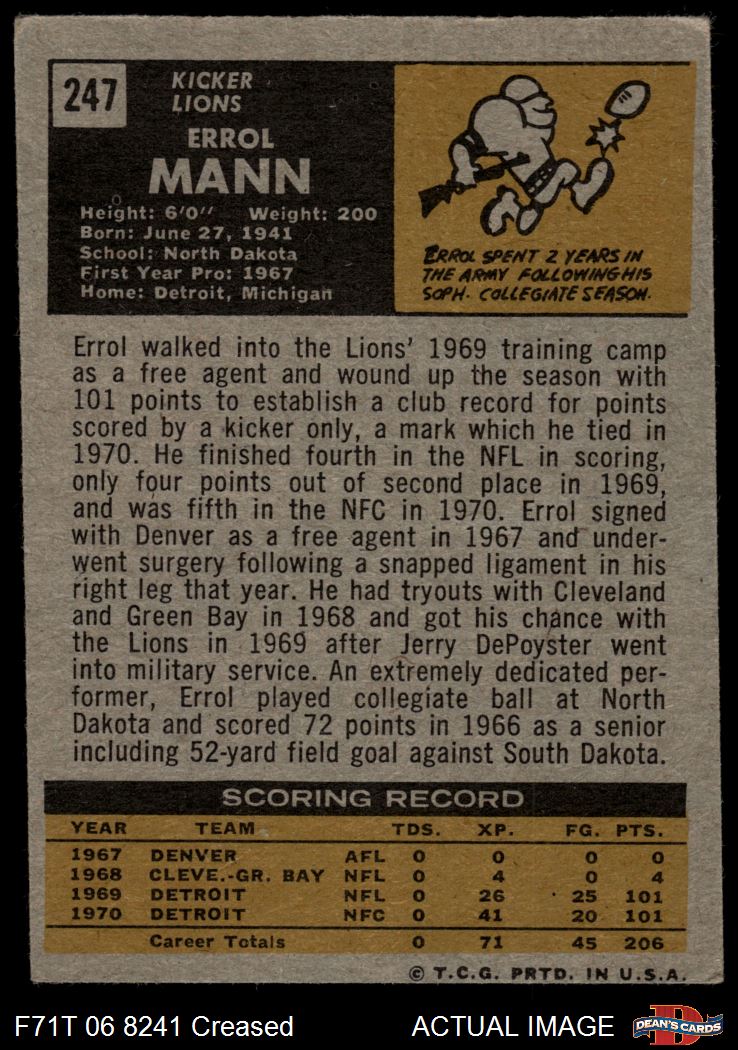 247
KICKER
LIONS
ERROL
MANN
Height: 6'0" Weight: 200
Born: June 27, 1941
School: North Dakota
First Year Pro: 1967
Home: Detroit, Michigan
ERROL SPENT 2 YEARS IN
THE ARMY FOLLOWING HIS
SOPH. COLLEGIATE SEASON.
Errol walked into the Lions' 1969 training camp
as a free agent and wound up the season with
101 points to establish a club record for points
scored by a kicker only, a mark which he tied in
1970. He finished fourth in the NFL in scoring,
only four points out of second place in 1969,
and was fifth in the NFC in 1970. Errol signed
with Denver as a free agent in 1967 and under-
went surgery following a snapped ligament in his
right leg that year. He had tryouts with Cleveland
and Green Bay in 1968 and got his chance with
the Lions in 1969 after Jerry DePoyster went
into military service. An extremely dedicated per-
former, Errol played collegiate ball at North
Dakota and scored 72 points in 1966 as a senior
including 52-yard field goal against South Dakota.
SCORING RECORD
YEAR TEAM TDS. XP. FG. PTS.
1967 DENVER AFL 0 0 0 0
1968 CLEVE.-GR. BAY NFL 0 4 0 4
1969 DETROIT NFL 0 26 25 101
1970 DETROIT NFC 0 41 20 101
Career Totals 0 71 45 206
© T.C.G. PRTD. IN U.S.A.
F71T 06 8241 Creased ACTUAL IMAGE
DEAN'S CARDS